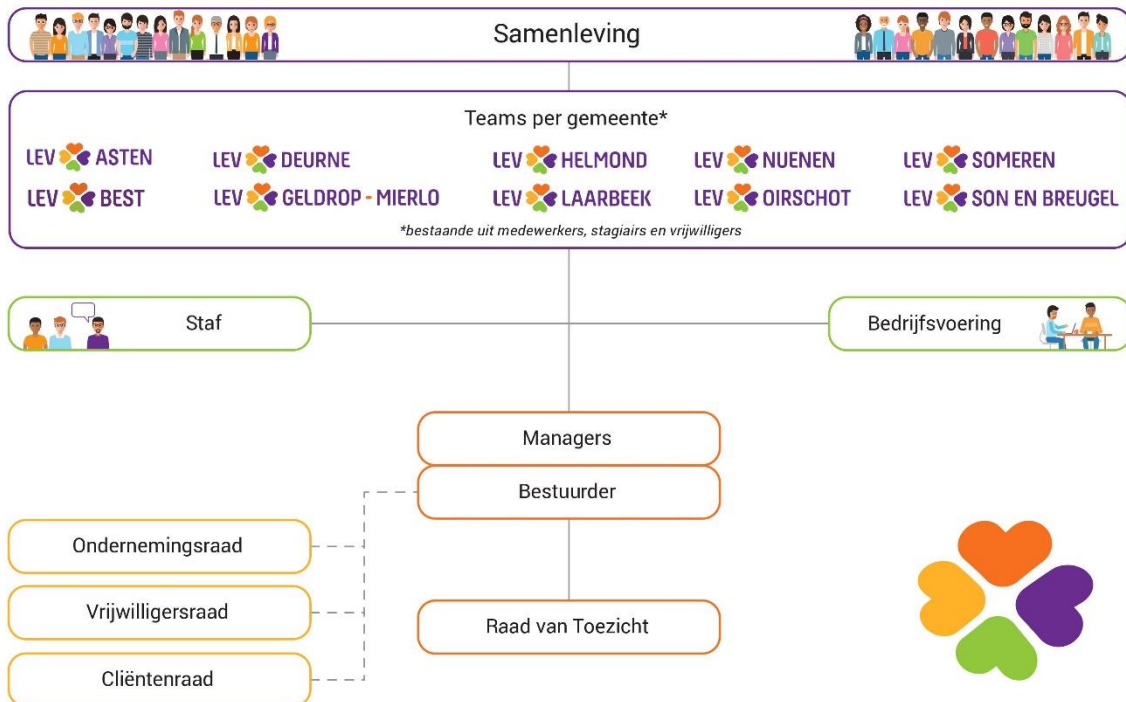 Samenleving
Teams per gemeente*
LEV ASTEN
LEV DEURNE
LEV HELMOND
LEV NUENEN
LEV SOMEREN
LEV BEST
LEV GELDROP - MIERLO
LEV LAARBEEK
LEV OIRSCHOT
LEV SON EN BREUGEL
*bestaande uit medewerkers, stagiairs en vrijwilligers
Staf
Bedrijfsvoering
Managers
Bestuurder
Ondernemingsraad
Vrijwilligersraad
Raad van Toezicht
Cliëntenraad